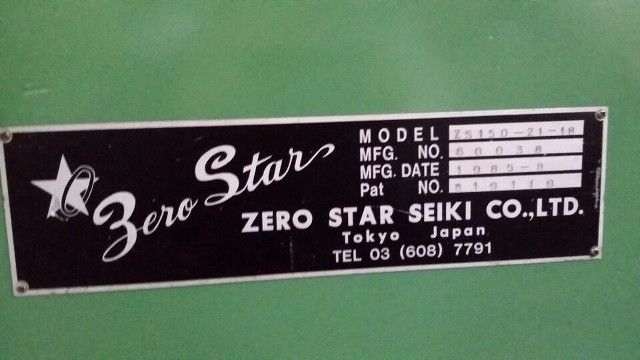 Zero Star
MODEL ZS150-21-18
MFG. NO. 60038
MFG. DATE 1985-8
Pat NO. 810110
ZERO STAR SEIKI CO.,LTD.
Tokyo Japan
TEL 03 (608) 7791